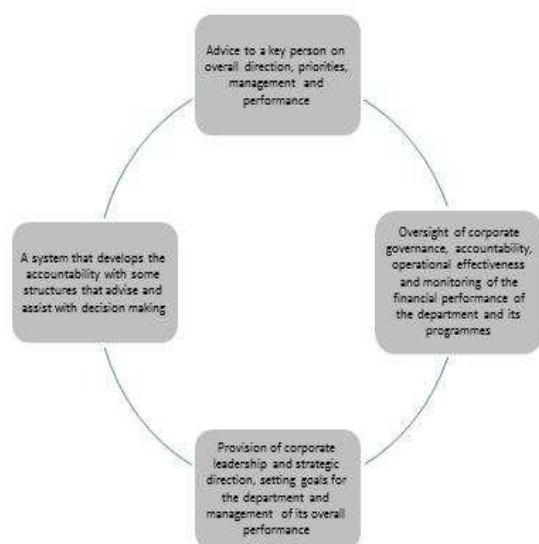 Advice to a key person on
overall direction, priorities,
management and
performance
Oversight of corporate
governance, accountability,
operational effectiveness
and monitoring of the
financial performance of
the department and its
programmes
Provision of corporate
leadership and strategic
direction, setting goals for
the department and
management of its overall
performance
A system that develops the
accountability with some
structures that advise and
assist with decision making